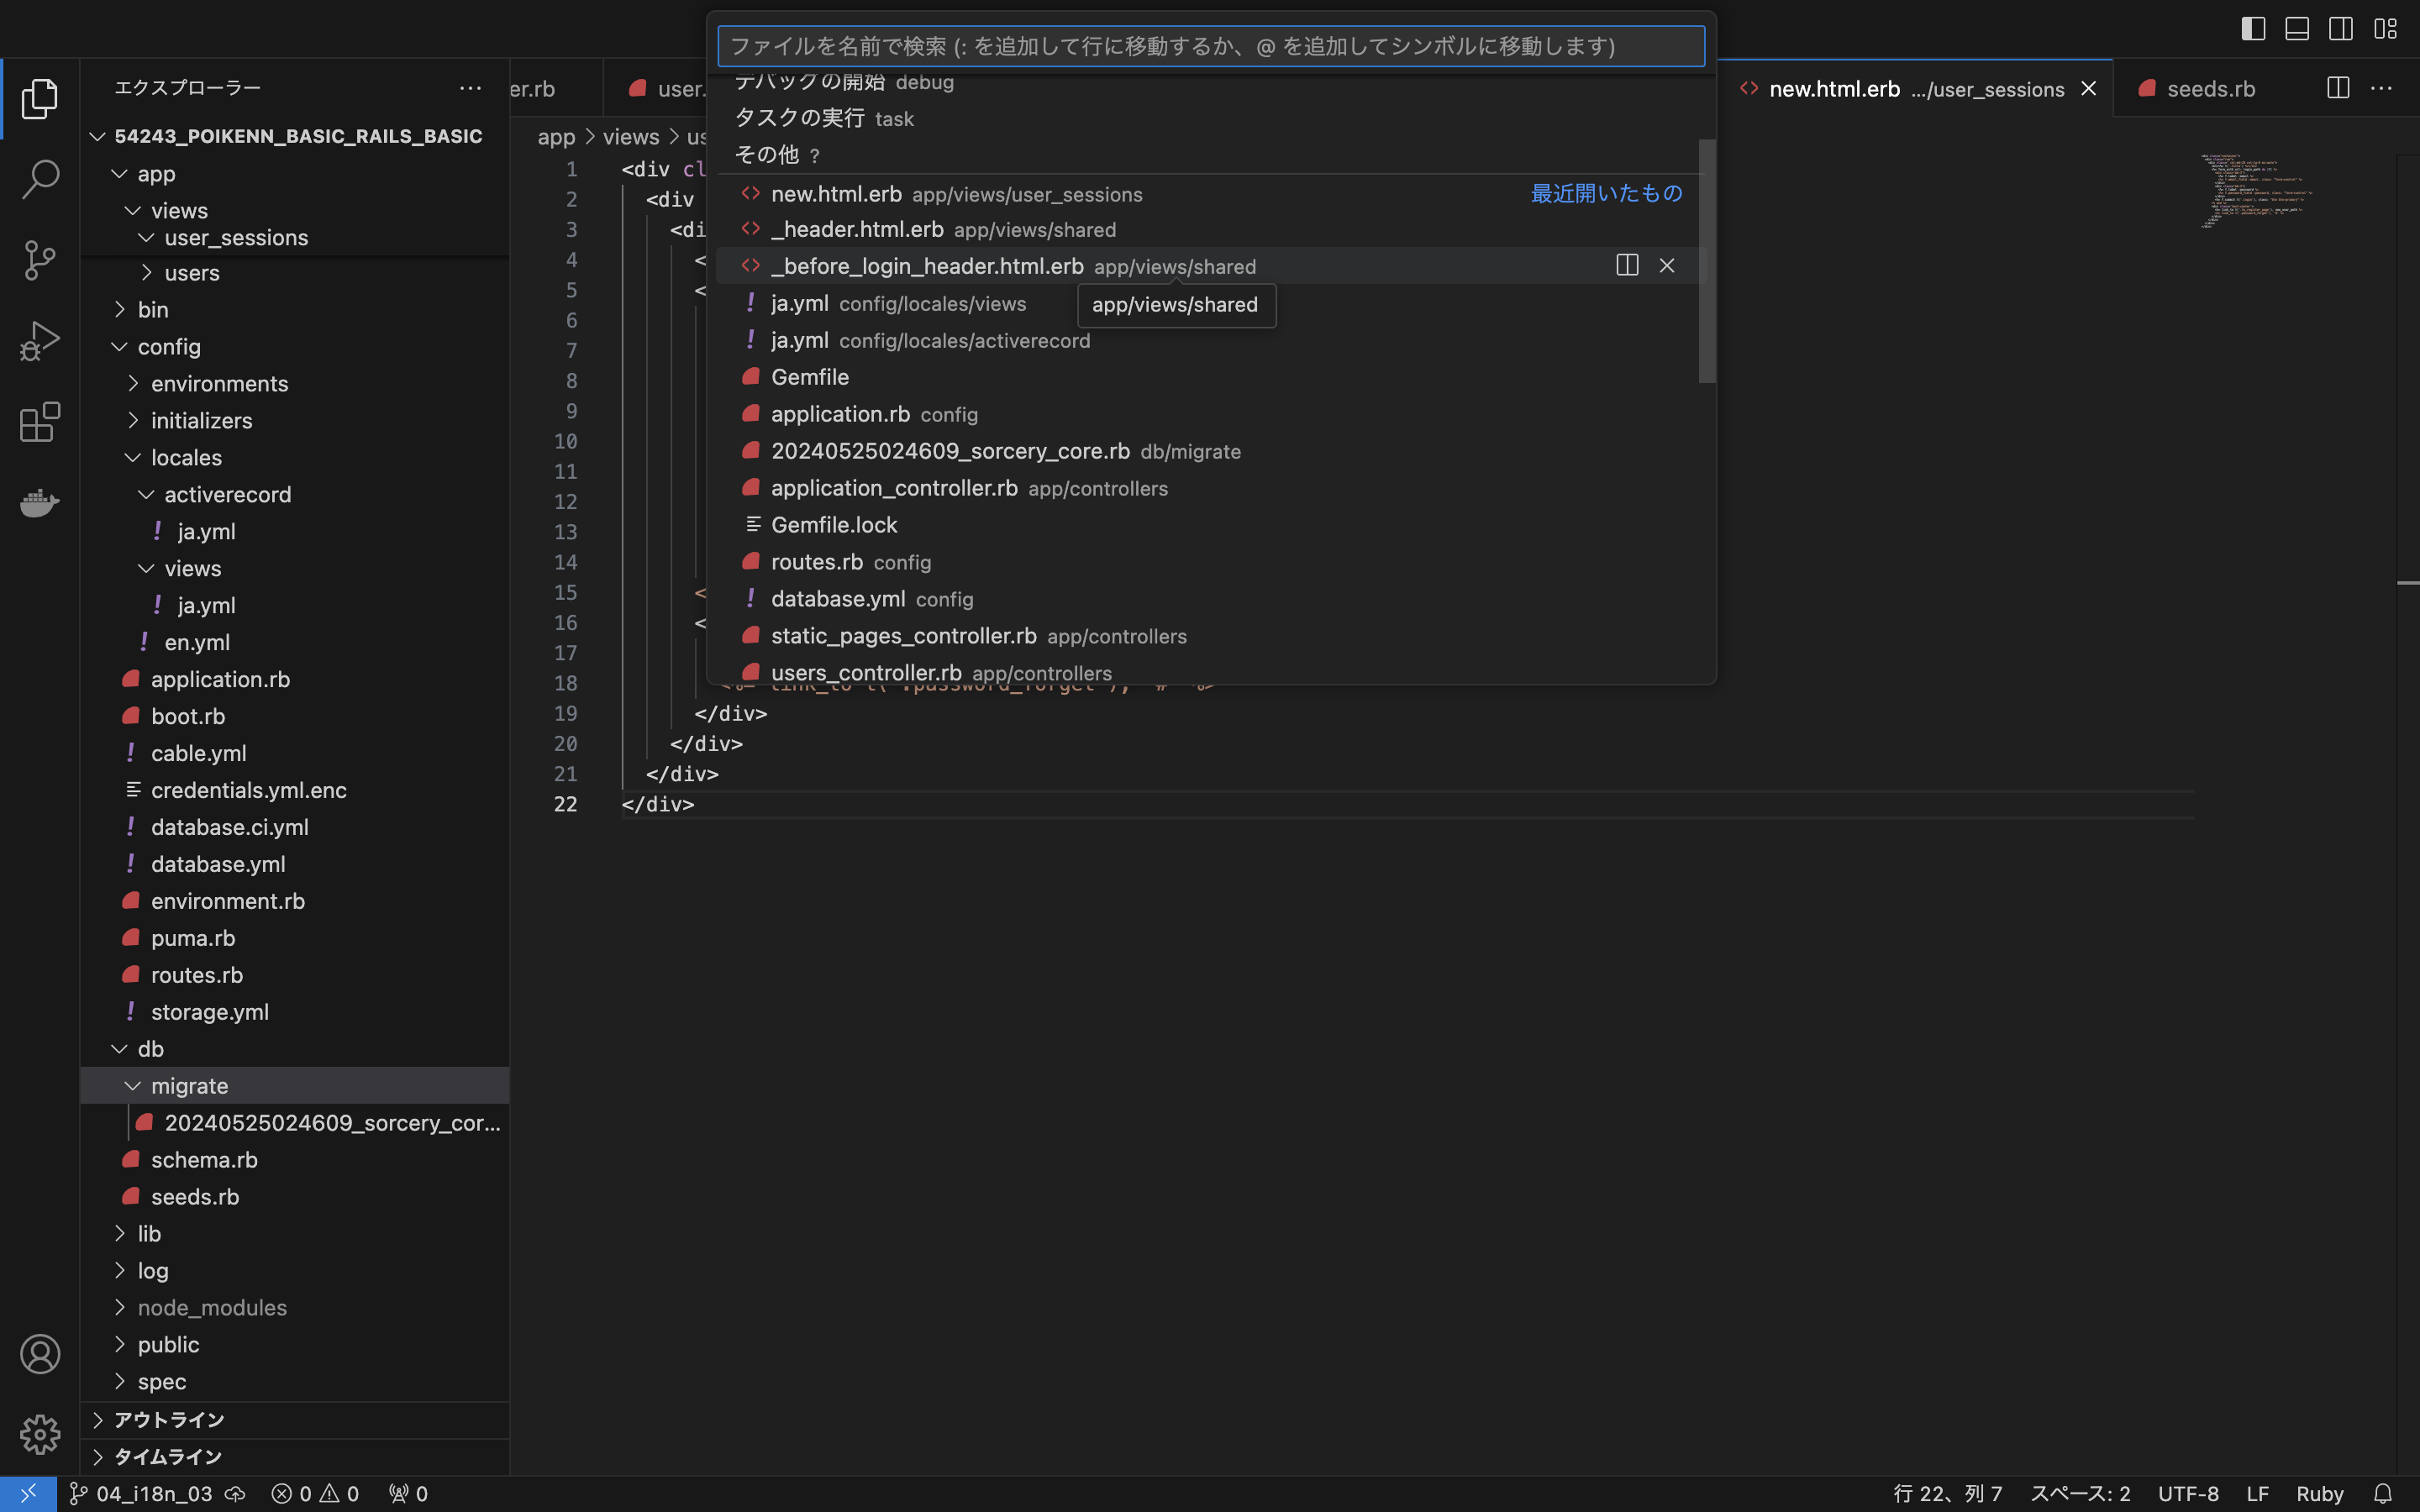 ファイルを名前で検索 (: を追加して行に移動するか、@ を追加してシンボルに移動します)
デバッグの開始 debug
タスクの実行 task
その他 ?
new.html.erb app/views/user_sessions 最近開いたもの
_header.html.erb app/views/shared
_before_login_header.html.erb app/views/shared
app/views/shared
ja.yml config/locales/views
ja.yml config/locales/activerecord
Gemfile
application.rb config
20240525024609_sorcery_core.rb db/migrate
application_controller.rb app/controllers
Gemfile.lock
routes.rb config
database.yml config
static_pages_controller.rb app/controllers
users_controller.rb app/controllers
エクスプローラー
54243_POIKENN_BASIC_RAILS_BASIC
app
views
user_sessions
users
bin
config
environments
initializers
locales
activerecord
ja.yml
views
ja.yml
en.yml
application.rb
boot.rb
cable.yml
credentials.yml.enc
database.ci.yml
database.yml
environment.rb
puma.rb
routes.rb
storage.yml
db
migrate
20240525024609_sorcery_cor...
schema.rb
seeds.rb
lib
log
node_modules
public
spec
アウトライン
タイムライン
er.rb
user.
new.html.erb .../user_sessions
seeds.rb
app > views > us
1 <div cl
2 <div
3 <di
4 <
5 <
6
7
8
9
10
11
12
13
14
15 <
16 <
17
18 <%= link_to t('.password_forget'), '#' %>
19 </div>
20 </div>
21 </div>
22 </div>
04_i18n_03 0 0 0
行 22、列 7 スペース: 2 UTF-8 LF Ruby